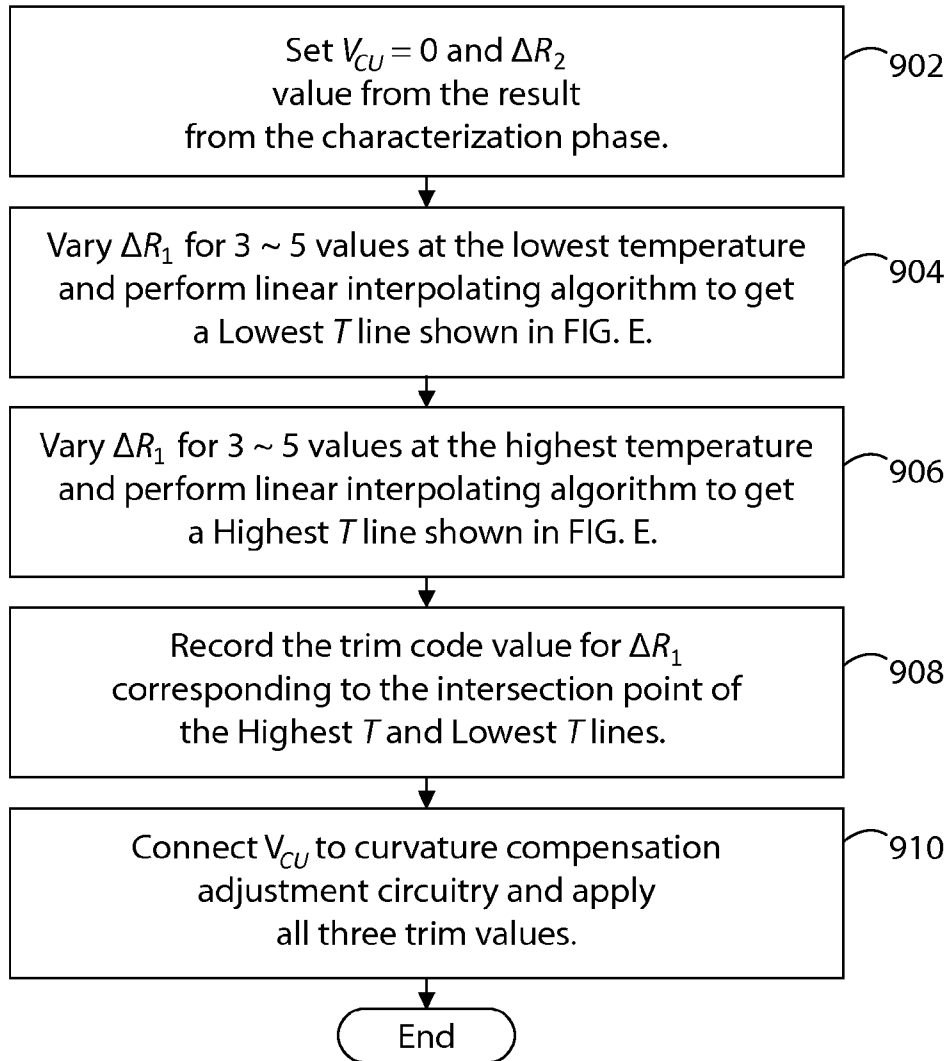 Set V_CU = 0 and ΔR₂
value from the result
from the characterization phase.
902
Vary ΔR₁ for 3 ~ 5 values at the lowest temperature
and perform linear interpolating algorithm to get
a Lowest T line shown in FIG. E.
904
Vary ΔR₁ for 3 ~ 5 values at the highest temperature
and perform linear interpolating algorithm to get
a Highest T line shown in FIG. E.
906
Record the trim code value for ΔR₁
corresponding to the intersection point of
the Highest T and Lowest T lines.
908
Connect V_CU to curvature compensation
adjustment circuitry and apply
all three trim values.
910
End